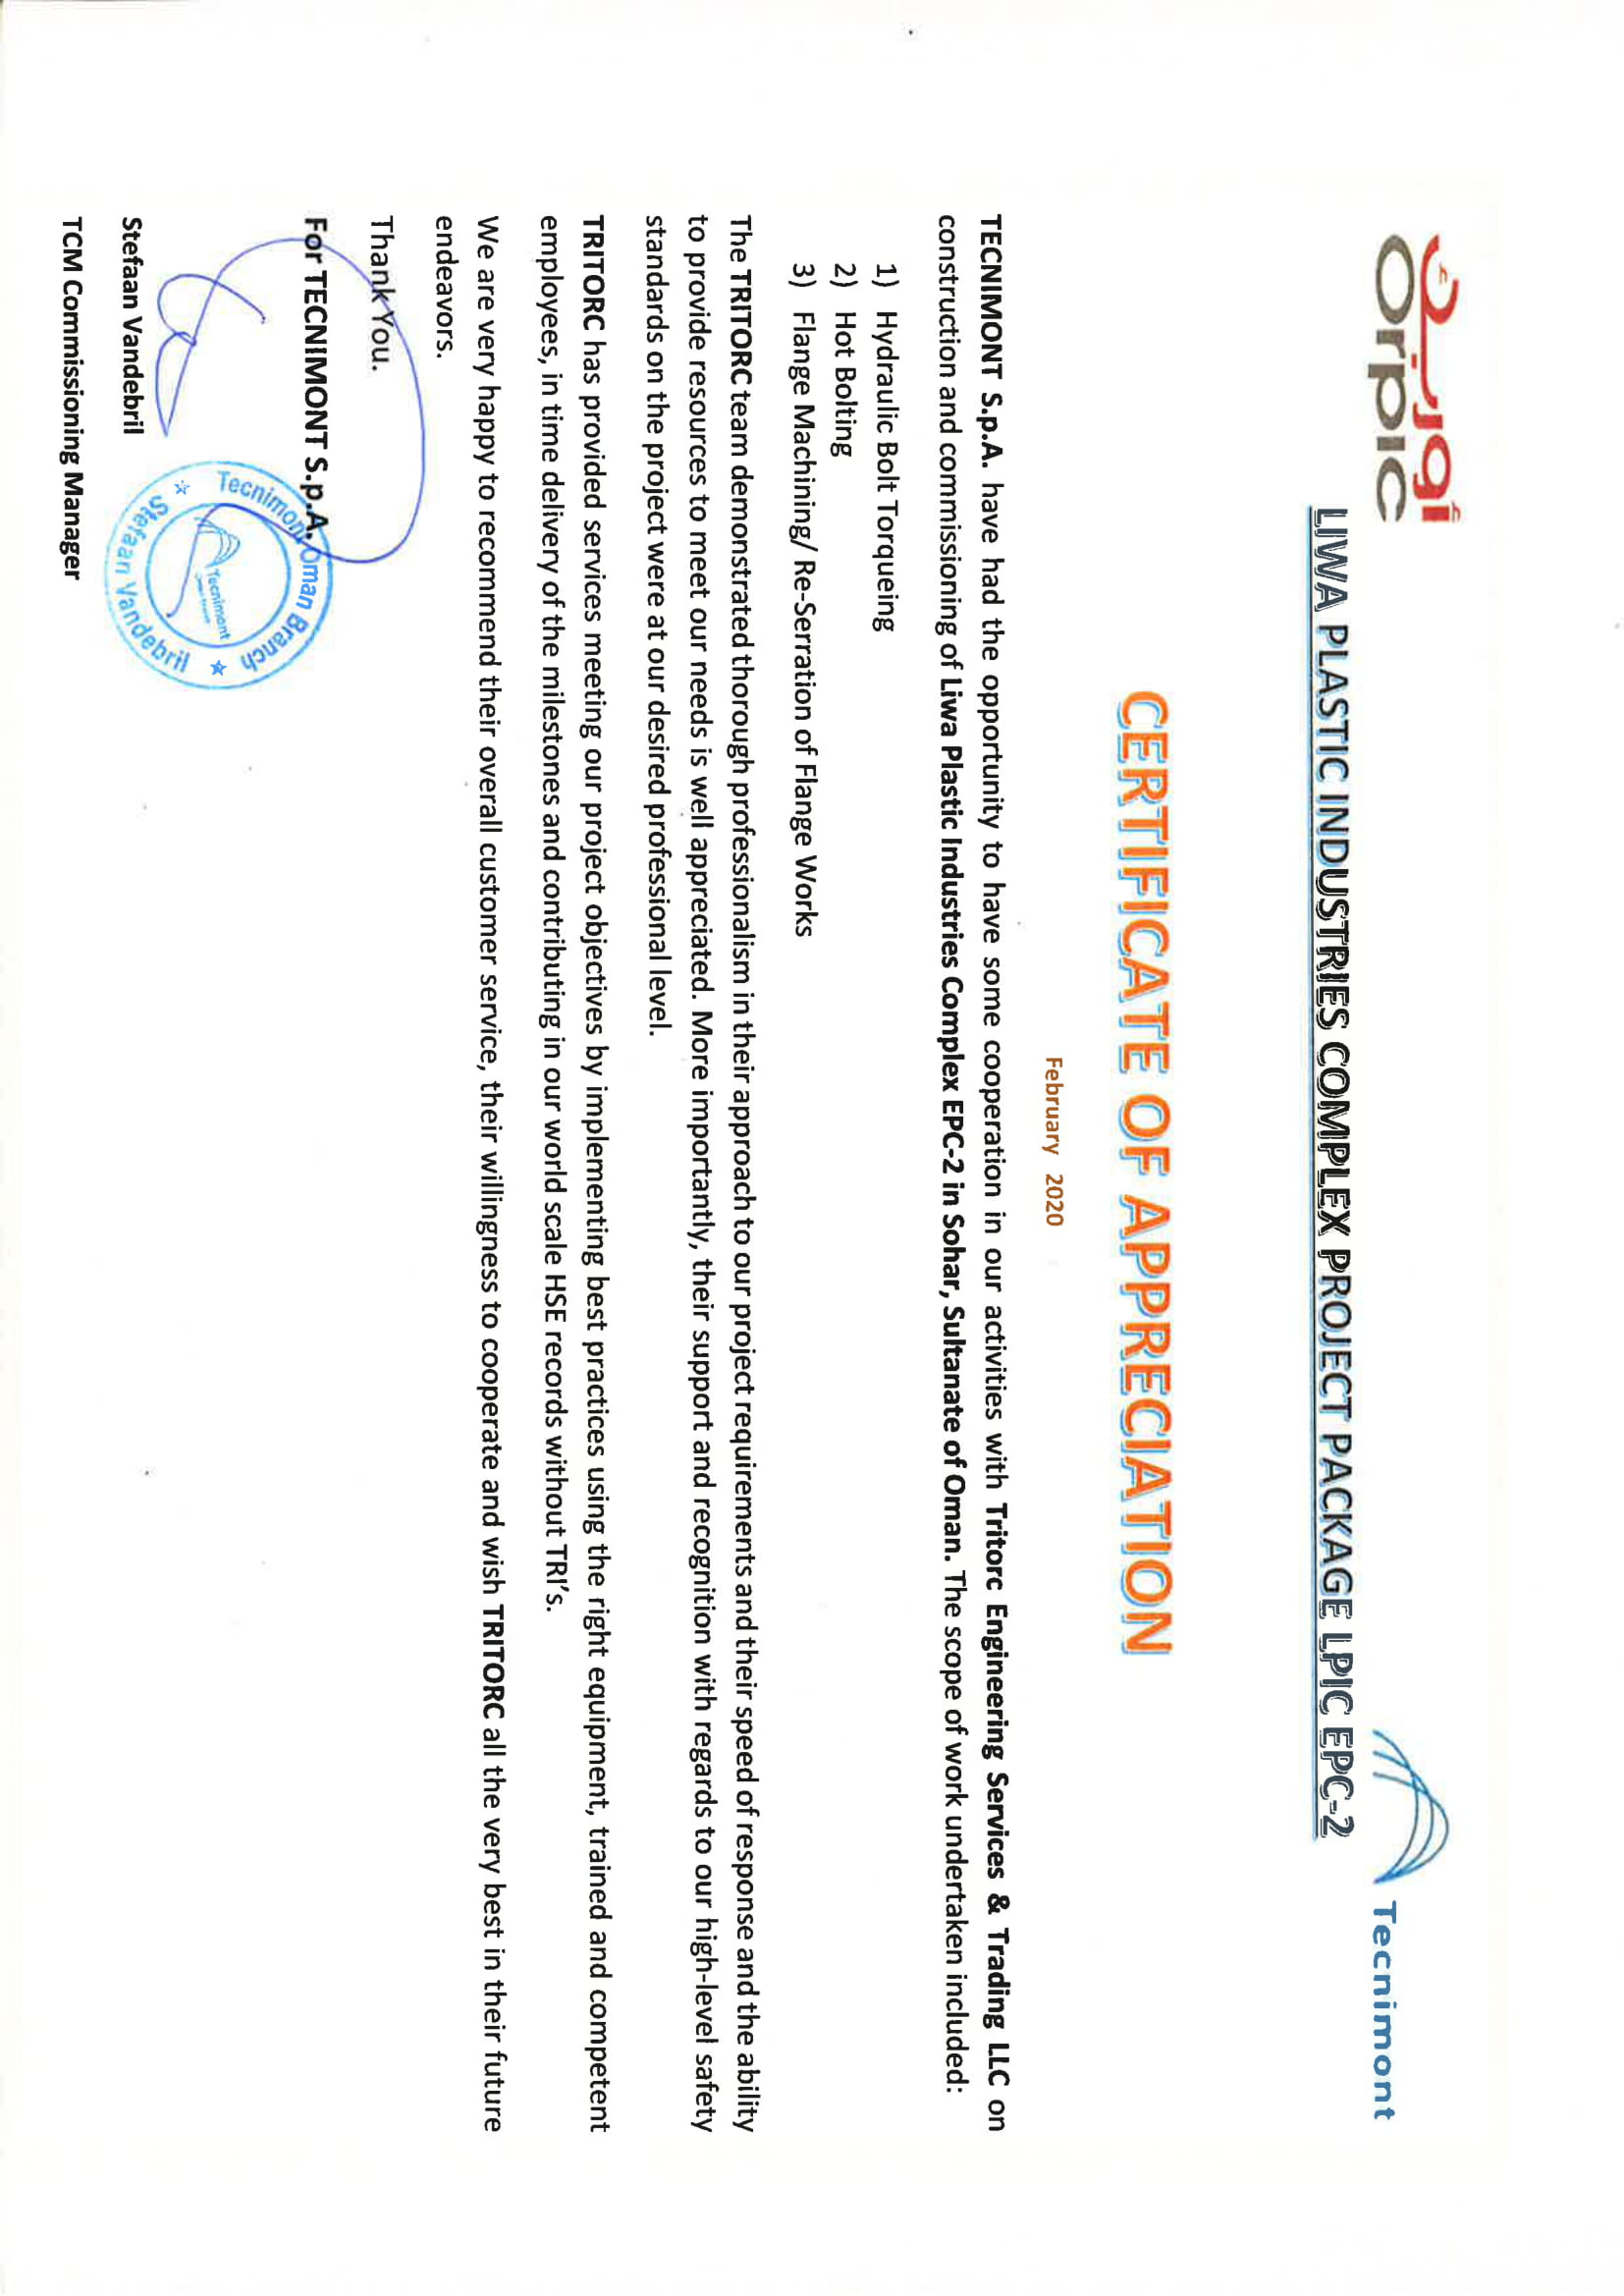 أوربك
Orpic
Tecnimont
LIWA PLASTIC INDUSTRIES COMPLEX PROJECT PACKAGE LPIC EPC-2
CERTIFICATE OF APPRECIATION
February 2020
TECNIMONT S.p.A. have had the opportunity to have some cooperation in our activities with Tritorc Engineering Services & Trading LLC on
construction and commissioning of Liwa Plastic Industries Complex EPC-2 in Sohar, Sultanate of Oman. The scope of work undertaken included:
1) Hydraulic Bolt Torqueing
2) Hot Bolting
3) Flange Machining/ Re-Serration of Flange Works
The TRITORC team demonstrated thorough professionalism in their approach to our project requirements and their speed of response and the ability
to provide resources to meet our needs is well appreciated. More importantly, their support and recognition with regards to our high-level safety
standards on the project were at our desired professional level.
TRITORC has provided services meeting our project objectives by implementing best practices using the right equipment, trained and competent
employees, in time delivery of the milestones and contributing in our world scale HSE records without TRI's.
We are very happy to recommend their overall customer service, their willingness to cooperate and wish TRITORC all the very best in their future
endeavors.
Thank You.
For TECNIMONT S.p.A.
Tecnimont Oman Branch
Tecnimont
Stefaan Vandebril
Stefaan Vandebril
TCM Commissioning Manager